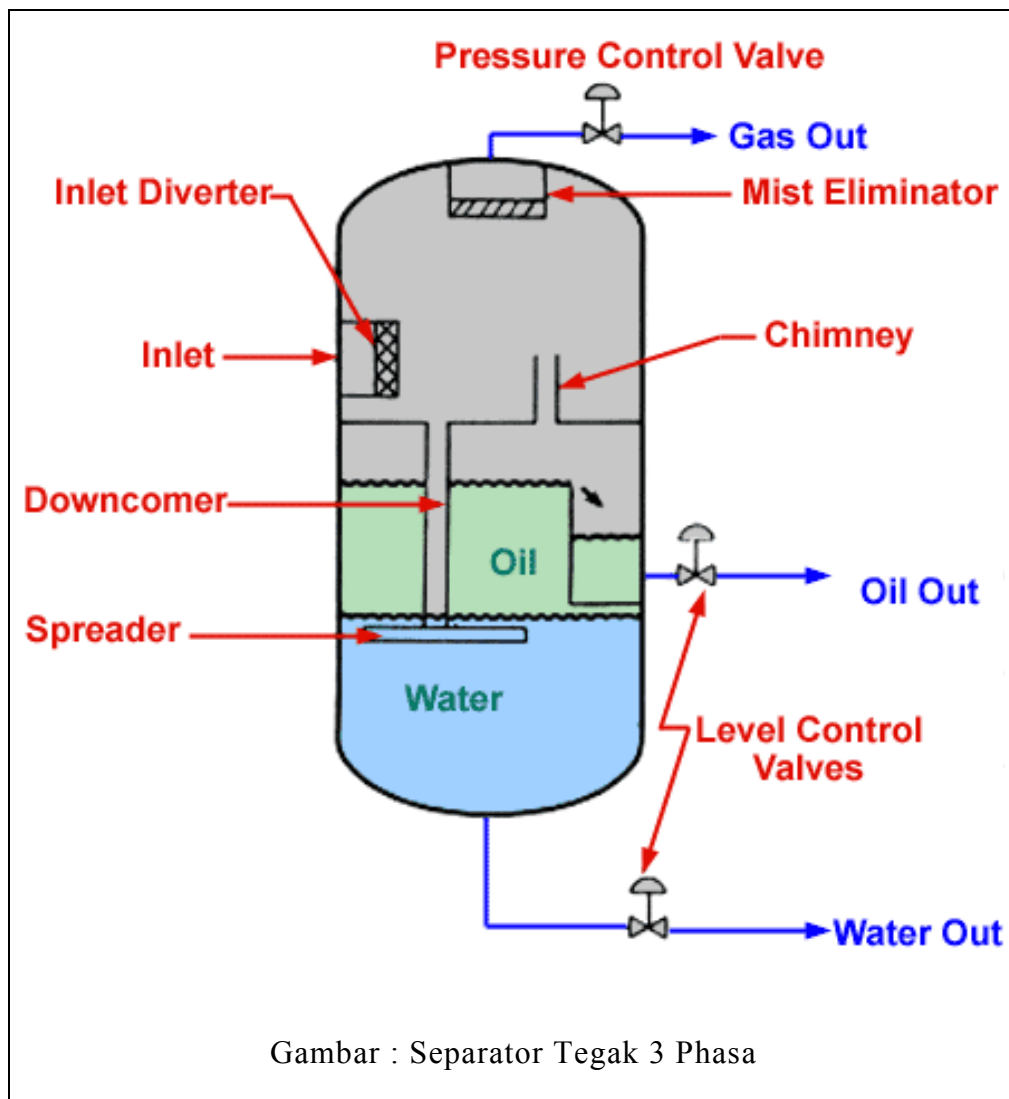 Pressure Control Valve
Gas Out
Inlet Diverter
Mist Eliminator
Inlet
Chimney
Downcomer
Oil
Oil Out
Spreader
Water
Level Control
Valves
Water Out
Gambar : Separator Tegak 3 Phasa